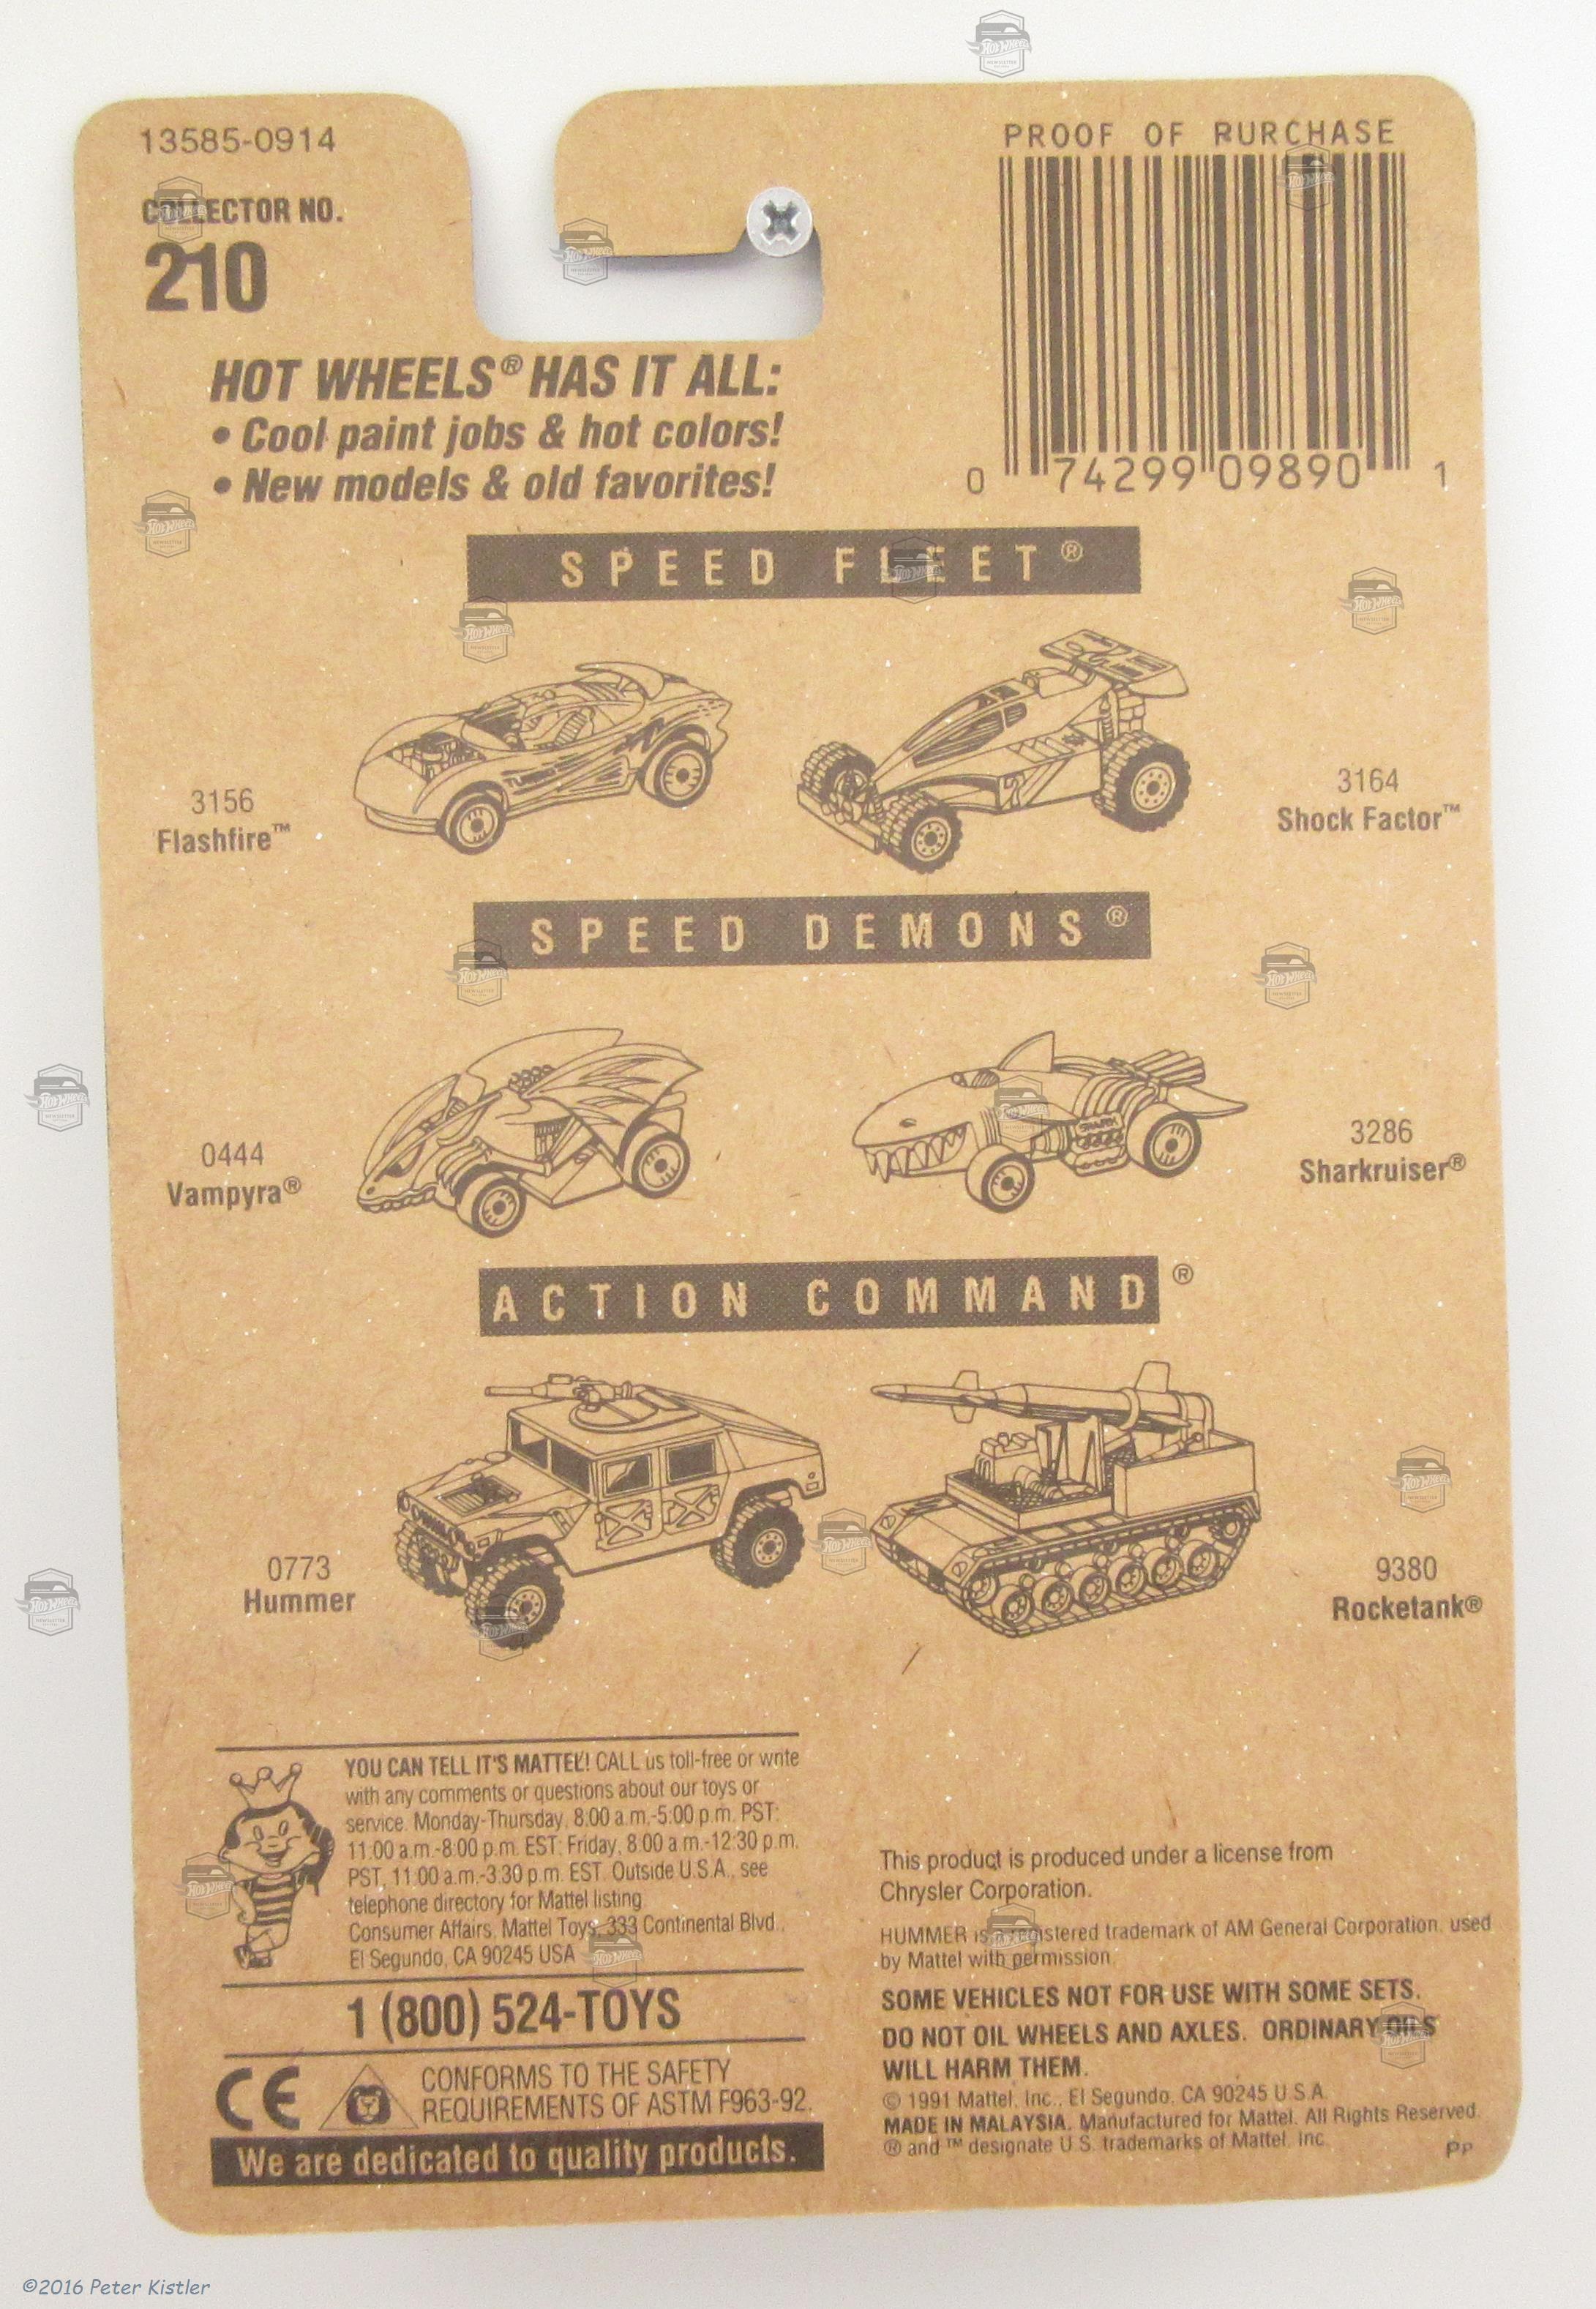 13585-0914
COLLECTOR NO.
210
PROOF OF PURCHASE
0 74299 09890 1
HOT WHEELS® HAS IT ALL:
• Cool paint jobs & hot colors!
• New models & old favorites!
SPEED FLEET®
3156
Flashfire™
3164
Shock Factor™
SPEED DEMONS®
0444
Vampyra®
SHARK
3286
Sharkruiser®
ACTION COMMAND®
0773
Hummer
9380
Rocketank®
YOU CAN TELL IT'S MATTEL! CALL us toll-free or write
with any comments or questions about our toys or
service. Monday-Thursday, 8:00 a.m.-5:00 p.m. PST:
11:00 a.m.-8:00 p.m. EST: Friday, 8:00 a.m.-12:30 p.m.
PST, 11:00 a.m.-3:30 p.m. EST. Outside U.S.A., see
telephone directory for Mattel listing.
Consumer Affairs, Mattel Toys, 333 Continental Blvd.,
El Segundo, CA 90245 USA
1 (800) 524-TOYS
CE
CONFORMS TO THE SAFETY
REQUIREMENTS OF ASTM F963-92.
We are dedicated to quality products.
This product is produced under a license from
Chrysler Corporation.
HUMMER is a registered trademark of AM General Corporation, used
by Mattel with permission.
SOME VEHICLES NOT FOR USE WITH SOME SETS.
DO NOT OIL WHEELS AND AXLES. ORDINARY OILS
WILL HARM THEM.
© 1991 Mattel, Inc., El Segundo, CA 90245 U.S.A.
MADE IN MALAYSIA. Manufactured for Mattel. All Rights Reserved.
® and ™ designate U.S. trademarks of Mattel, Inc.
PP
©2016 Peter Kistler